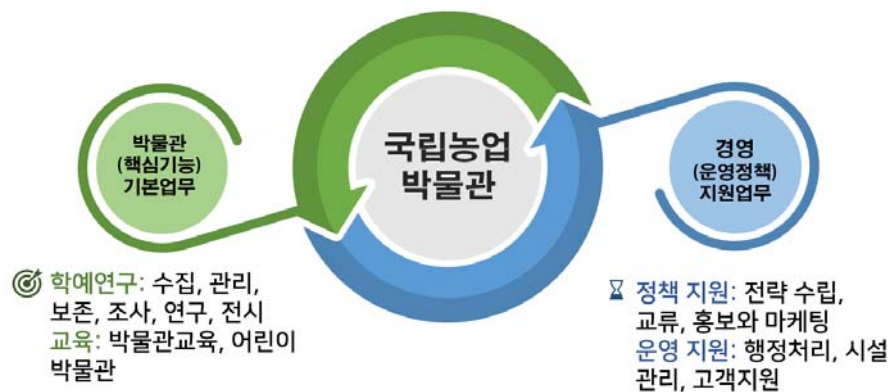 박물관
(핵심기능)
기본업무
국립농업
박물관
경영
(운영정책)
지원업무
학예연구: 수집, 관리,
보존, 조사, 연구, 전시
교육: 박물관교육, 어린이
박물관
정책 지원: 전략 수립,
교류, 홍보와 마케팅
운영 지원: 행정처리, 시설
관리, 고객지원